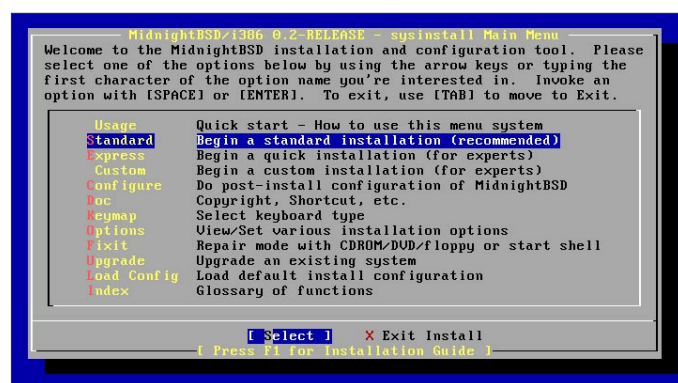 MidnightBSD/i386 0.2-RELEASE - sysinstall Main Menu
Welcome to the MidnightBSD installation and configuration tool. Please
select one of the options below by using the arrow keys or typing the
first character of the option name you're interested in. Invoke an
option with [SPACE] or [ENTER]. To exit, use [TAB] to move to Exit.
Usage Quick start - How to use this menu system
Standard Begin a standard installation (recommended)
Express Begin a quick installation (for experts)
Custom Begin a custom installation (for experts)
Configure Do post-install configuration of MidnightBSD
Doc Copyright, Shortcut, etc.
Keymap Select keyboard type
Options View/Set various installation options
Fixit Repair mode with CDROM/DVD/floppy or start shell
Upgrade Upgrade an existing system
Load Config Load default install configuration
Index Glossary of functions
[ Select ] X Exit Install
[ Press F1 for Installation Guide ]